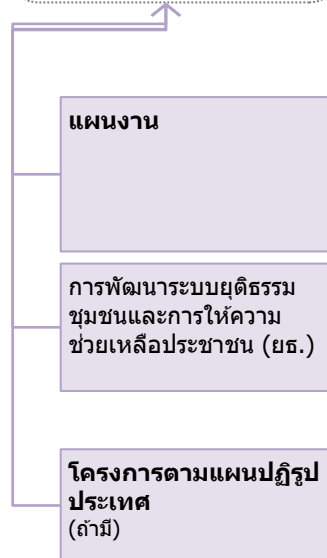 แผนงาน
การพัฒนาระบบยุติธรรม
ชุมชนและการให้ความ
ช่วยเหลือประชาชน (ยธ.)
โครงการตามแผนปฏิรูป
ประเทศ
(ถ้ามี)